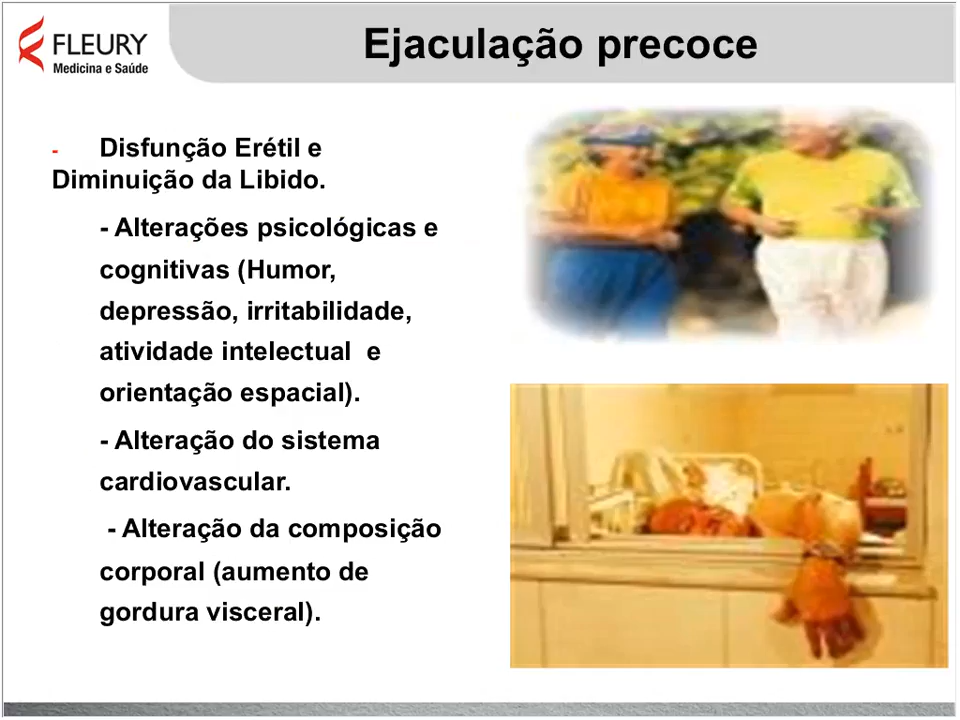 FLEURY
Medicina e Saúde
Ejaculação precoce
- Disfunção Erétil e
Diminuição da Libido.
- Alterações psicológicas e
cognitivas (Humor,
depressão, irritabilidade,
atividade intelectual e
orientação espacial).
- Alteração do sistema
cardiovascular.
- Alteração da composição
corporal (aumento de
gordura visceral).